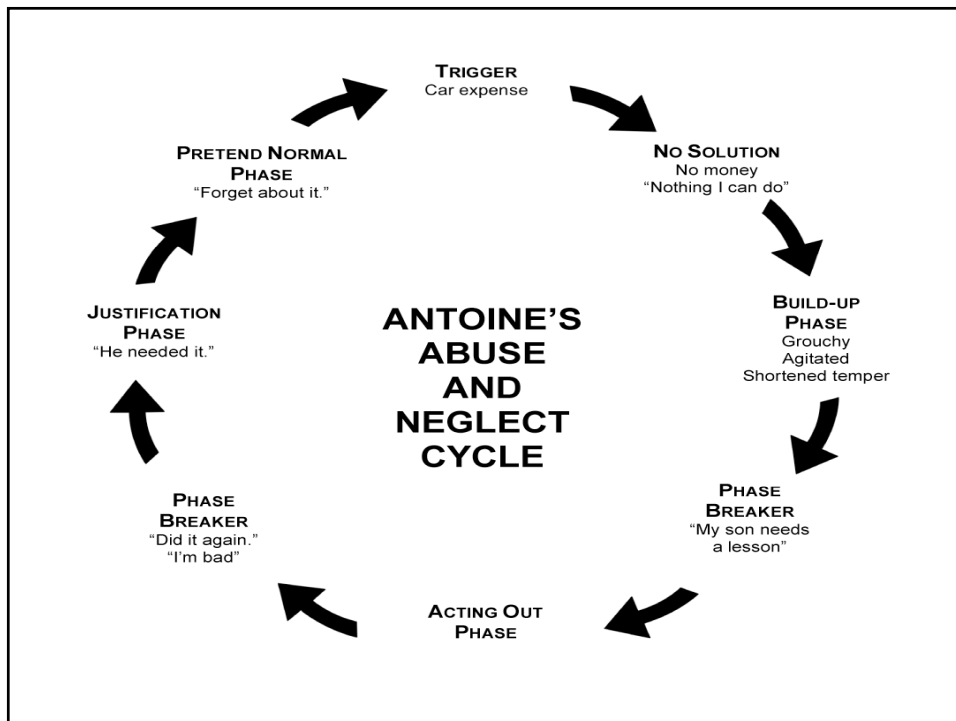 TRIGGER
Car expense
NO SOLUTION
No money
“Nothing I can do”
BUILD-UP
PHASE
Grouchy
Agitated
Shortened temper
PHASE
BREAKER
“My son needs
a lesson”
ACTING OUT
PHASE
PHASE
BREAKER
“Did it again.”
“I’m bad”
JUSTIFICATION
PHASE
“He needed it.”
PRETEND NORMAL
PHASE
“Forget about it.”
ANTOINE’S
ABUSE
AND
NEGLECT
CYCLE